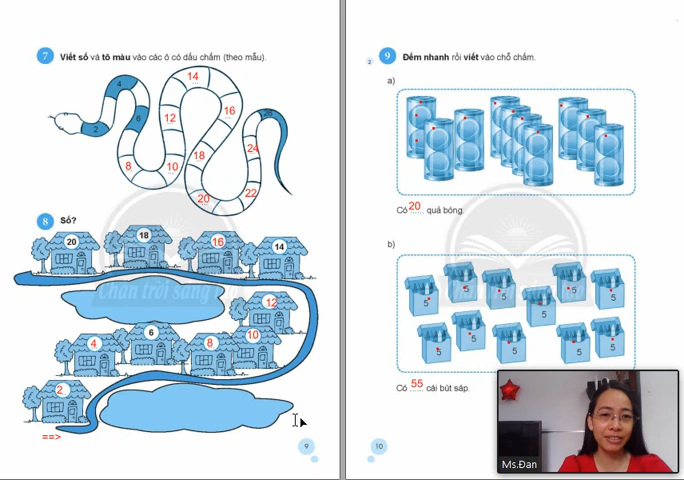 7 Viết số và tô màu vào các ô có dấu chấm (theo mẫu).
2
4
6
8
10
12
14
16
18
20
22
24
26
8 Số?
20
18
16
14
12
10
8
6
4
2
==>
Chân trời sáng tạo
9
2 9 Đếm nhanh rồi viết vào chỗ chấm.
a)
Có 20 quả bóng.
b)
5 5 5 5 5 5
5 5 5 5 5
Có 55 cái bút sáp.
10
Ms.Đan